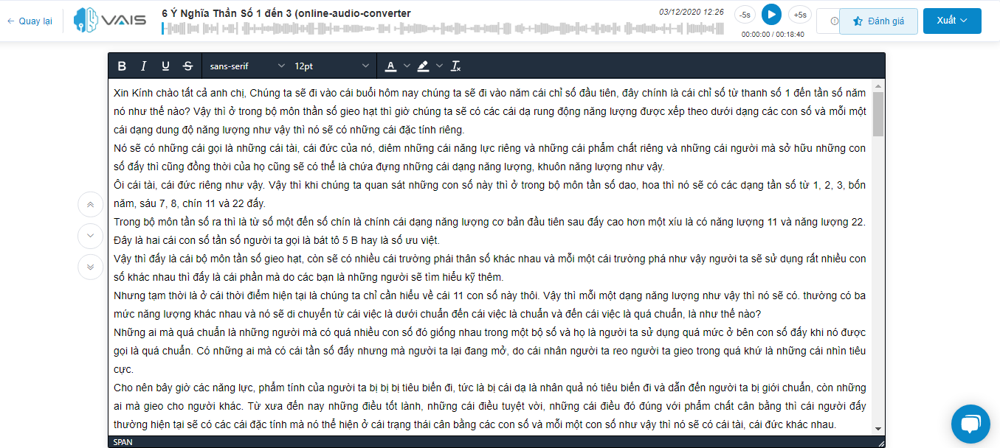 ← Quay lại
VAIS
6 Ý Nghĩa Thần Số 1 đến 3 (online-audio-converter
03/12/2020 12:26
-5s
+5s
00:00:00 / 00:18:40
Đánh giá
Xuất
B I U S sans-serif 12pt A
Xin Kính chào tất cả anh chị, Chúng ta sẽ đi vào cái buổi hôm nay chúng ta sẽ đi vào năm cái chỉ số đầu tiên, đây chính là cái chỉ số từ thanh số 1 đến tần số năm
nó như thế nào? Vậy thì ở trong bộ môn thần số gieo hạt thì giờ chúng ta sẽ có các cái dạ rung động năng lượng được xếp theo dưới dạng các con số và mỗi một
cái dạng dung độ năng lượng như vậy thì nó sẽ có những cái đặc tính riêng.
Nó sẽ có những cái gọi là những cái tài, cái đức của nó, diêm những cái năng lực riêng và những cái phẩm chất riêng và những cái người mà sở hữu những con
số đấy thì cũng đồng thời của họ cũng sẽ có thể là chứa đựng những cái dạng năng lượng, khuôn năng lượng như vậy.
Ôi cái tài, cái đức riêng như vậy. Vậy thì khi chúng ta quan sát những con số này thì ở trong bộ môn tần số dao, hoa thì nó sẽ có các dạng tần số từ 1, 2, 3, bốn
năm, sáu 7, 8, chín 11 và 22 đấy.
Trong bộ môn tần số ra thì là từ số một đến số chín là chính cái dạng năng lượng cơ bản đầu tiên sau đấy cao hơn một xíu là có năng lượng 11 và năng lượng 22.
Đây là hai cái con số tần số người ta gọi là bát tô 5 B hay là số ưu việt.
Vậy thì đấy là cái bộ môn tần số gieo hạt, còn sẽ có nhiều cái trường phái thân số khác nhau và mỗi một cái trường phá như vậy người ta sẽ sử dụng rất nhiều con
số khác nhau thì đấy là cái phần mà do các bạn là những người sẽ tìm hiểu kỹ thêm.
Nhưng tạm thời là ở cái thời điểm hiện tại là chúng ta chỉ cần hiểu về cái 11 con số này thôi. Vậy thì mỗi một dạng năng lượng như vậy thì nó sẽ có. thường có ba
mức năng lượng khác nhau và nó sẽ di chuyển từ cái việc là dưới chuẩn đến cái việc là chuẩn và đến cái việc là quá chuẩn, là như thế nào?
Những ai mà quá chuẩn là những người mà có quá nhiều con số đó giống nhau trong một bộ số và họ là người ta sử dụng quá mức ở bên con số đấy khi nó được
gọi là quá chuẩn. Có những ai mà có cái tần số đấy nhưng mà người ta lại đang mở, do cái nhân người ta reo người ta gieo trong quá khứ là những cái nhìn tiêu
cực.
Cho nên bây giờ các năng lực, phẩm tính của người ta bị bị bị tiêu biến đi, tức là bị cái dạ là nhân quả nó tiêu biến đi và dẫn đến người ta bị giới chuẩn, còn những
ai mà gieo cho người khác. Từ xưa đến nay những điều tốt lành, những cái điều tuyệt vời, những cái điều đó đúng với phẩm chất cân bằng thì cái người đấy
thường hiện tại sẽ có các cái đặc tính mà nó thể hiện ở cái trạng thái cân bằng các con số và mỗi một con số như vậy thì nó sẽ có cái tài, cái đức khác nhau.
SPAN